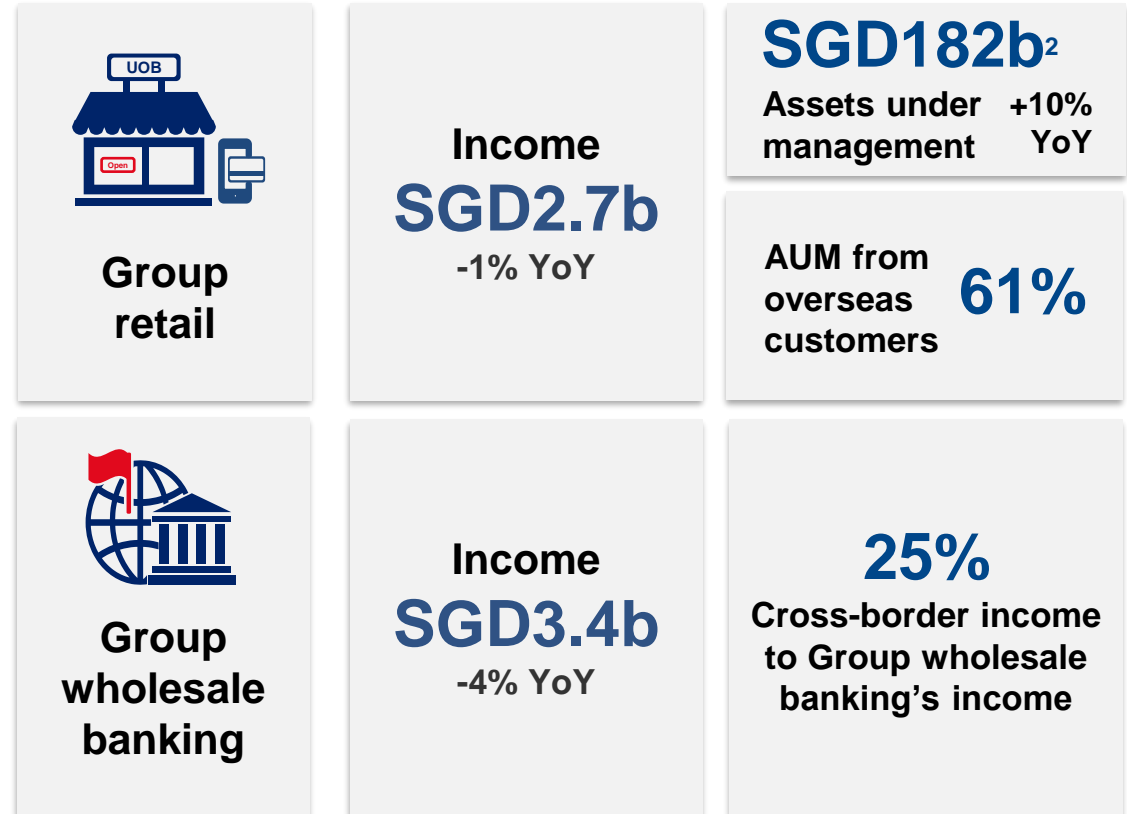 UOB
Open
Group
retail
Income
SGD2.7b
-1% YoY
SGD182b2
Assets under +10%
management YoY
AUM from
overseas
customers
61%
Group
wholesale
banking
Income
SGD3.4b
-4% YoY
25%
Cross-border income
to Group wholesale
banking’s income